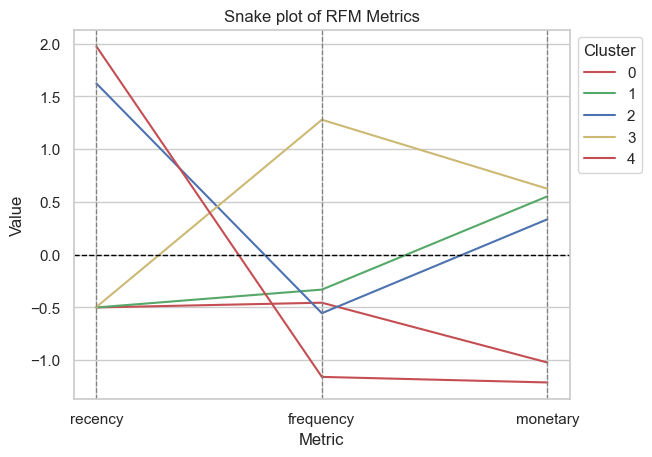 Snake plot of RFM Metrics
2.0
1.5
1.0
0.5
0.0
−0.5
−1.0
Value
recency
frequency
monetary
Metric
Cluster
0
1
2
3
4